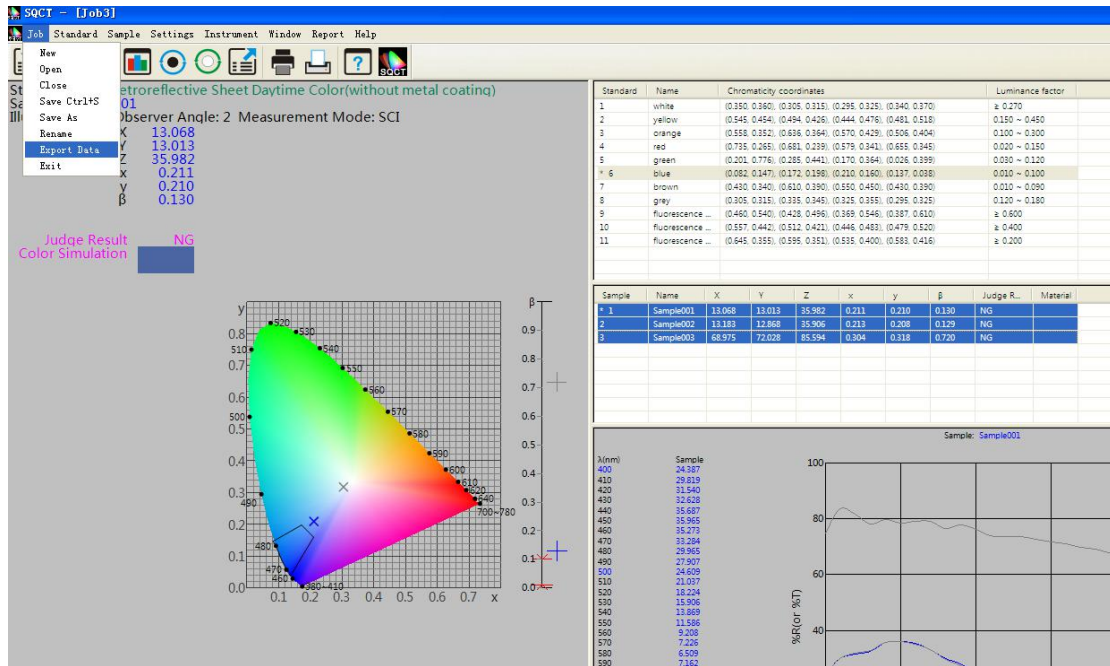 SQCT - [Job3]
Job Standard Sample Settings Instrument Window Report Help
New
Open
Close
Save Ctrl+S
Save As
Rename
Export Data
Exit
SQCT
etroreflective Sheet Daytime Color(without metal coating)
001
Observer Angle: 2 Measurement Mode: SCI
X 13.068
Y 13.013
Z 35.982
x 0.211
y 0.210
β 0.130
Judge Result NG
Color Simulation
Standard Name Chromaticity coordinates Luminance factor
1 white (0.350, 0.360), (0.305, 0.315), (0.295, 0.325), (0.340, 0.370) ≥ 0.270
2 yellow (0.545, 0.454), (0.494, 0.426), (0.444, 0.476), (0.481, 0.518) 0.150 ~ 0.450
3 orange (0.558, 0.352), (0.636, 0.364), (0.570, 0.429), (0.506, 0.404) 0.100 ~ 0.300
4 red (0.735, 0.265), (0.681, 0.239), (0.579, 0.341), (0.655, 0.345) 0.020 ~ 0.150
5 green (0.201, 0.776), (0.285, 0.441), (0.170, 0.364), (0.026, 0.399) 0.030 ~ 0.120
* 6 blue (0.082, 0.147), (0.172, 0.198), (0.210, 0.160), (0.137, 0.038) 0.010 ~ 0.100
7 brown (0.430, 0.340), (0.610, 0.390), (0.550, 0.450), (0.430, 0.390) 0.010 ~ 0.090
8 grey (0.305, 0.315), (0.335, 0.345), (0.325, 0.355), (0.295, 0.325) 0.120 ~ 0.180
9 fluorescence ... (0.460, 0.540), (0.428, 0.496), (0.369, 0.546), (0.387, 0.610) ≥ 0.600
10 fluorescence ... (0.557, 0.442), (0.512, 0.421), (0.446, 0.483), (0.479, 0.520) ≥ 0.400
11 fluorescence ... (0.645, 0.355), (0.595, 0.351), (0.535, 0.400), (0.583, 0.416) ≥ 0.200
Sample Name X Y Z x y β Judge R... Material
* 1 Sample001 13.068 13.013 35.982 0.211 0.210 0.130 NG
2 Sample002 13.183 12.868 35.906 0.213 0.208 0.129 NG
3 Sample003 68.975 72.028 85.594 0.304 0.318 0.720 NG
y
0.8
0.7
0.6
0.5
0.4
0.3
0.2
0.1
0.0
0.1 0.2 0.3 0.4 0.5 0.6 0.7 x
520
530
540
510
550
560
500
570
580
590
600
610
620
640
490
700~780
480
470
460
380~410
β
0.9
0.8
0.7
0.6
0.5
0.4
0.3
0.2
0.1
0.0
Sample: Sample001
λ(nm) Sample
400 24.387
410 29.819
420 31.540
430 32.628
440 35.687
450 35.965
460 35.273
470 33.284
480 29.965
490 27.907
500 24.609
510 21.037
520 18.224
530 15.906
540 13.869
550 11.586
560 9.208
570 7.226
580 6.509
590 7.162
100
80
60
40
%R(or %T)